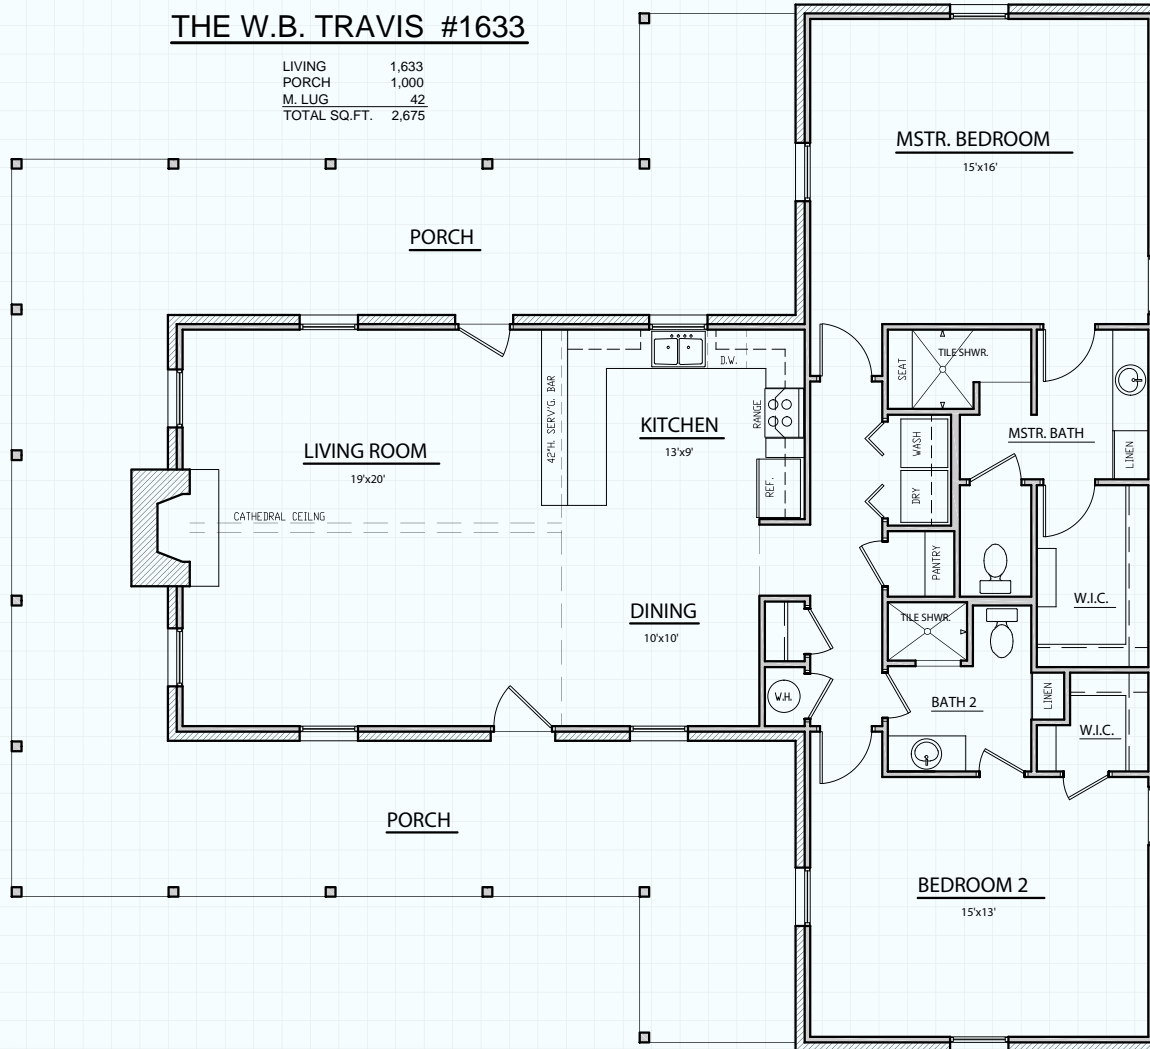 THE W.B. TRAVIS #1633
LIVING 1,633
PORCH 1,000
M. LUG 42
TOTAL SQ.FT. 2,675
MSTR. BEDROOM
15'x16'
PORCH
TILE SHWR.
SEAT
D.W.
42"H. SERV'G. BAR
RANGE
KITCHEN
13'x9'
LIVING ROOM
19'x20'
WASH
MSTR. BATH
LINEN
REF.
DRY
CATHEDRAL CEILNG
PANTRY
W.I.C.
DINING
10'x10'
TILE SHWR.
W.H.
BATH 2
LINEN
W.I.C.
PORCH
BEDROOM 2
15'x13'